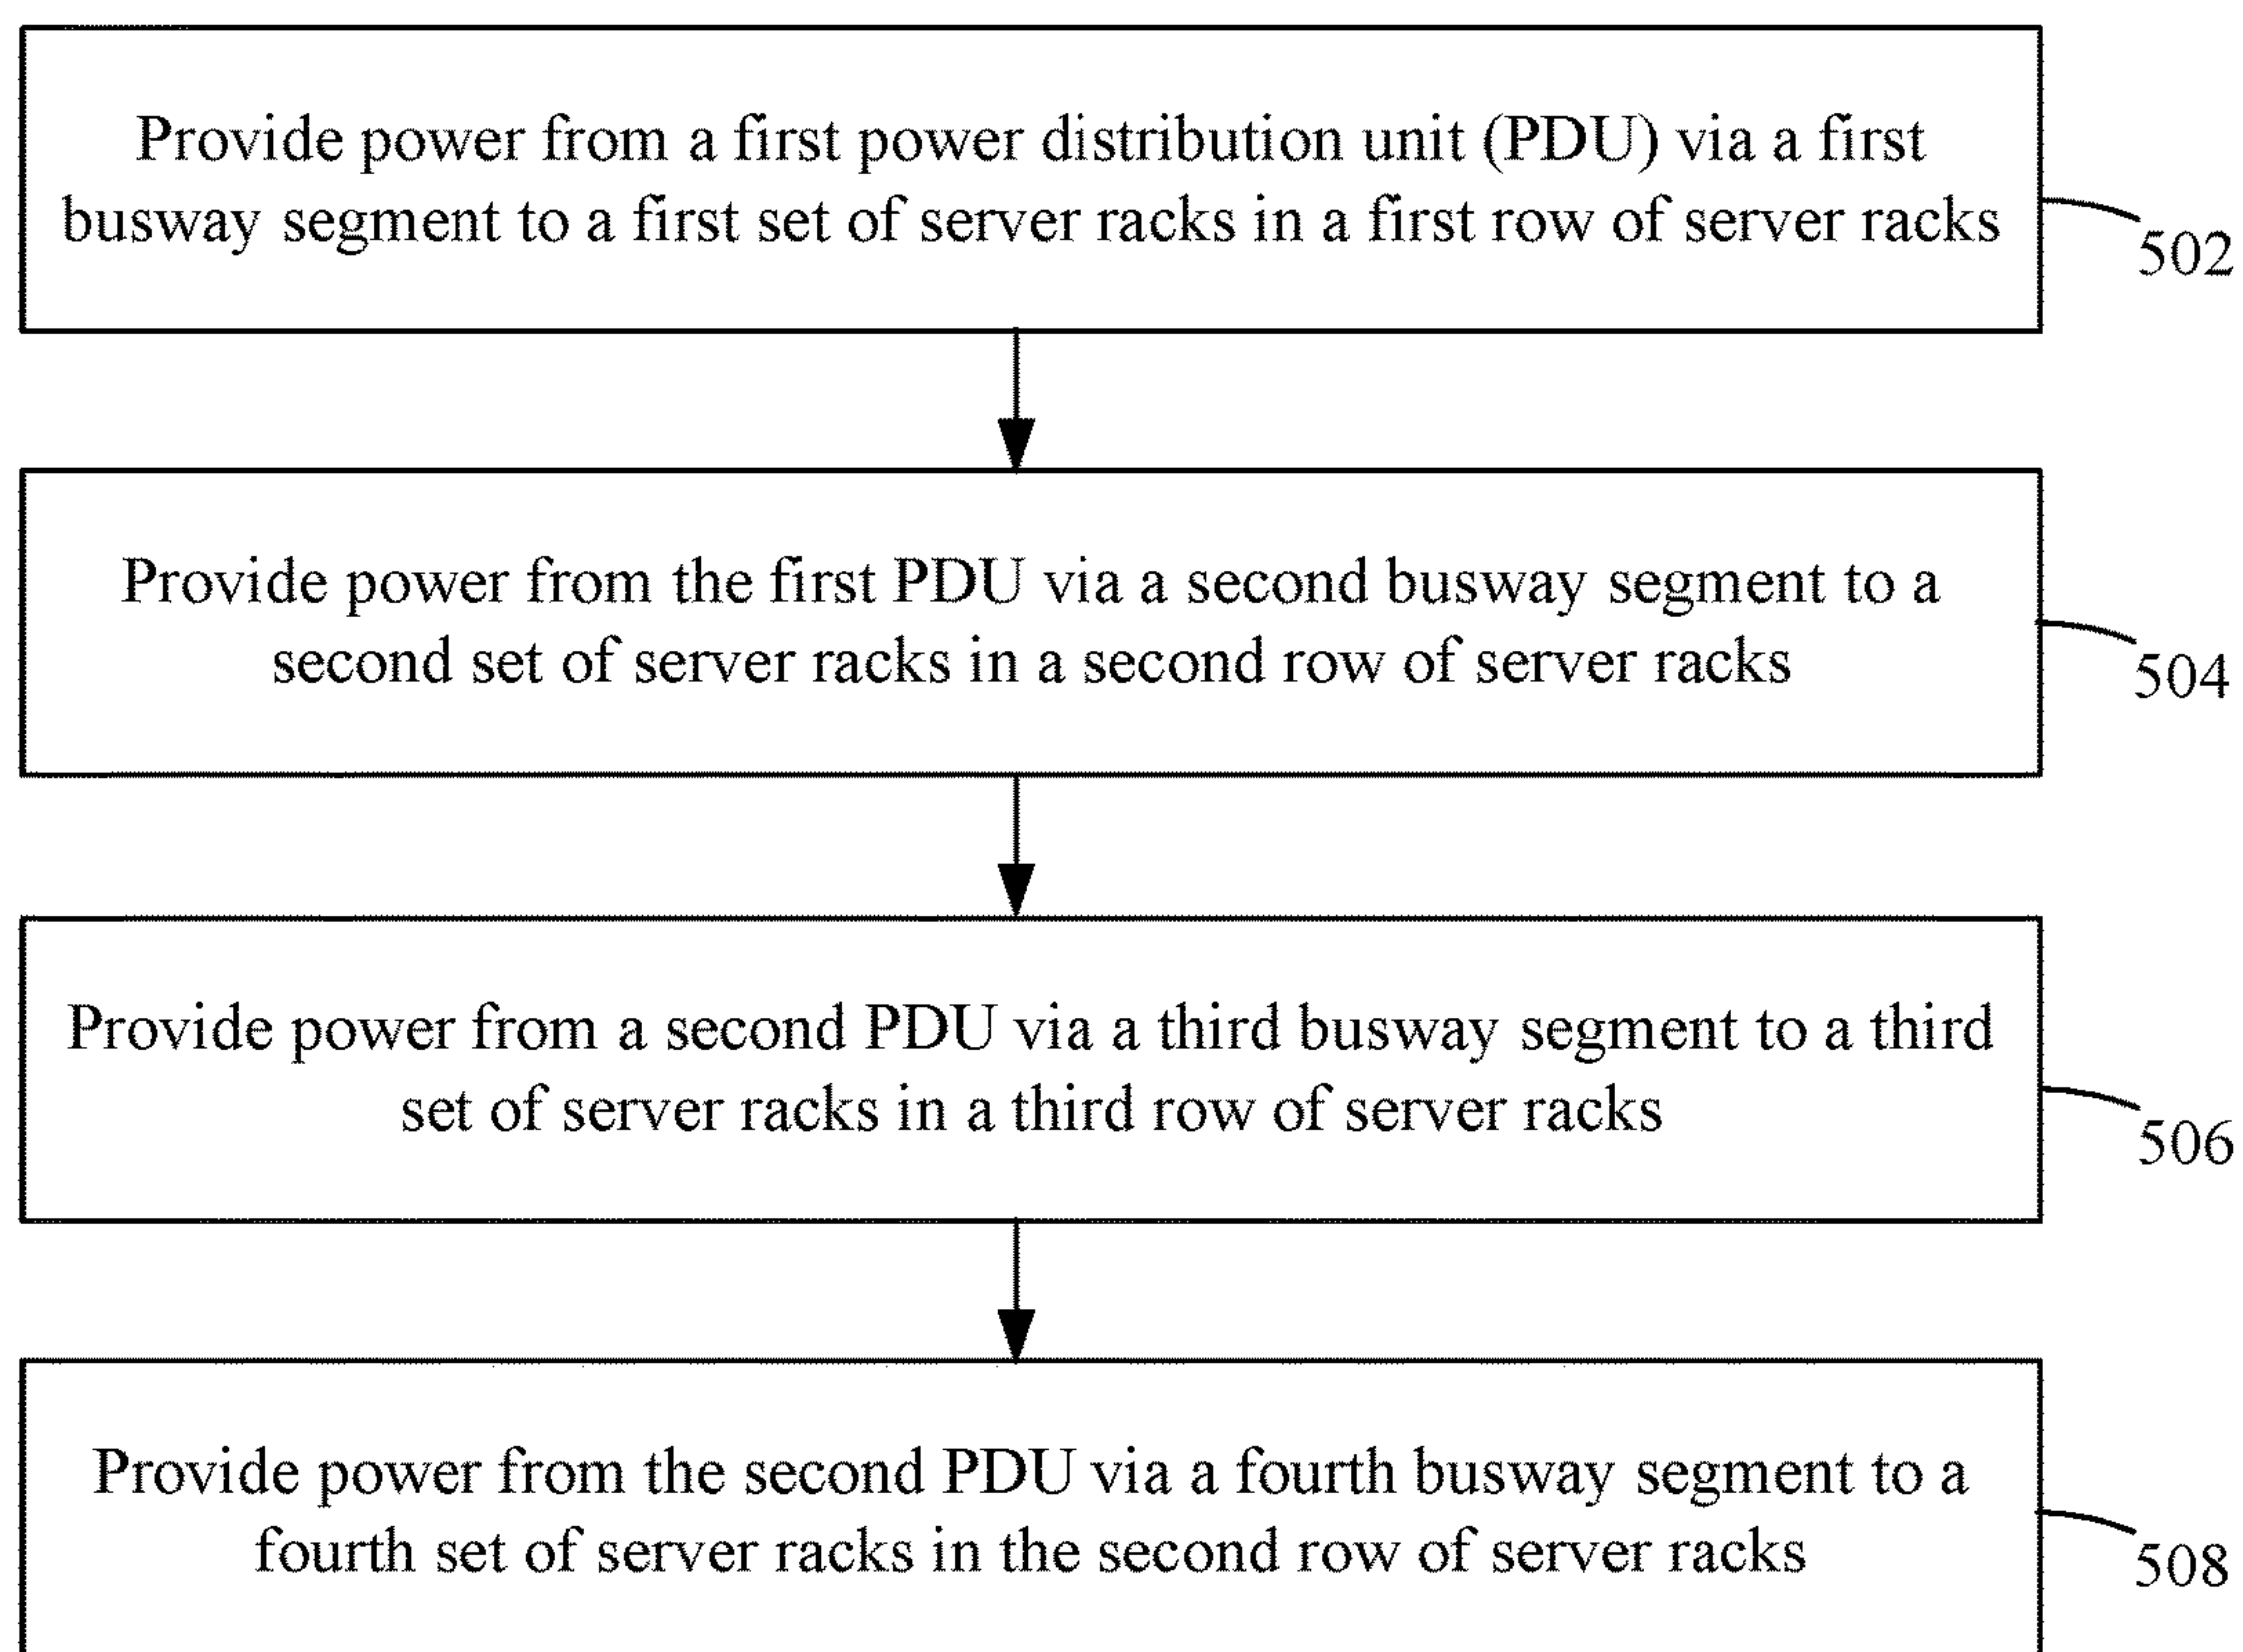 Provide power from a first power distribution unit (PDU) via a first
busway segment to a first set of server racks in a first row of server racks
502
Provide power from the first PDU via a second busway segment to a
second set of server racks in a second row of server racks
504
Provide power from a second PDU via a third busway segment to a third
set of server racks in a third row of server racks
506
Provide power from the second PDU via a fourth busway segment to a
fourth set of server racks in the second row of server racks
508